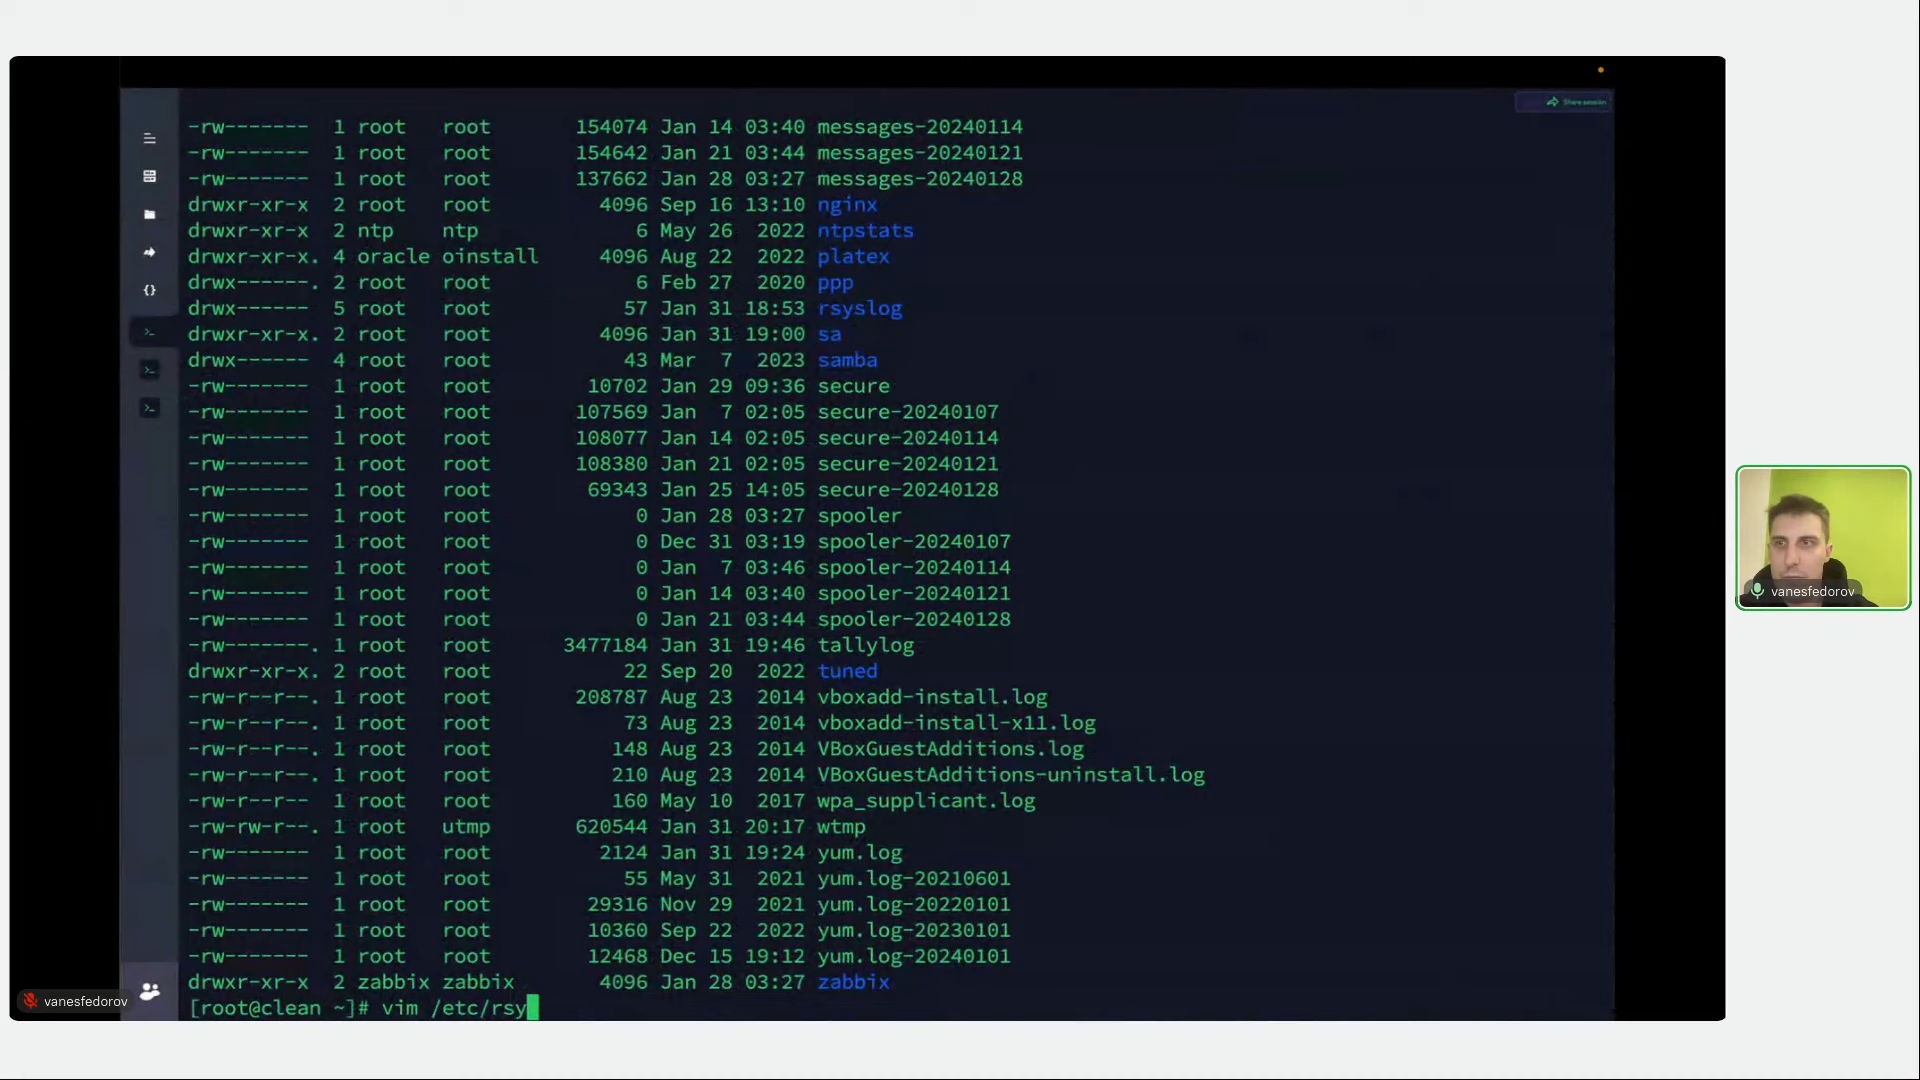 Share session
-rw------- 1 root root 154074 Jan 14 03:40 messages-20240114
-rw------- 1 root root 154642 Jan 21 03:44 messages-20240121
-rw------- 1 root root 137662 Jan 28 03:27 messages-20240128
drwxr-xr-x 2 root root 4096 Sep 16 13:10 nginx
drwxr-xr-x 2 ntp ntp 6 May 26 2022 ntpstats
drwxr-xr-x. 4 oracle oinstall 4096 Aug 22 2022 platex
drwx------. 2 root root 6 Feb 27 2020 ppp
drwx------ 5 root root 57 Jan 31 18:53 rsyslog
drwxr-xr-x. 2 root root 4096 Jan 31 19:00 sa
drwx------ 4 root root 43 Mar 7 2023 samba
-rw------- 1 root root 10702 Jan 29 09:36 secure
-rw------- 1 root root 107569 Jan 7 02:05 secure-20240107
-rw------- 1 root root 108077 Jan 14 02:05 secure-20240114
-rw------- 1 root root 108380 Jan 21 02:05 secure-20240121
-rw------- 1 root root 69343 Jan 25 14:05 secure-20240128
-rw------- 1 root root 0 Jan 28 03:27 spooler
-rw------- 1 root root 0 Dec 31 03:19 spooler-20240107
-rw------- 1 root root 0 Jan 7 03:46 spooler-20240114
-rw------- 1 root root 0 Jan 14 03:40 spooler-20240121
-rw------- 1 root root 0 Jan 21 03:44 spooler-20240128
-rw-------. 1 root root 3477184 Jan 31 19:46 tallylog
drwxr-xr-x. 2 root root 22 Sep 20 2022 tuned
-rw-r--r--. 1 root root 208787 Aug 23 2014 vboxadd-install.log
-rw-r--r--. 1 root root 73 Aug 23 2014 vboxadd-install-x11.log
-rw-r--r--. 1 root root 148 Aug 23 2014 VBoxGuestAdditions.log
-rw-r--r--. 1 root root 210 Aug 23 2014 VBoxGuestAdditions-uninstall.log
-rw-r--r-- 1 root root 160 May 10 2017 wpa_supplicant.log
-rw-rw-r--. 1 root utmp 620544 Jan 31 20:17 wtmp
-rw------- 1 root root 2124 Jan 31 19:24 yum.log
-rw------- 1 root root 55 May 31 2021 yum.log-20210601
-rw------- 1 root root 29316 Nov 29 2021 yum.log-20220101
-rw------- 1 root root 10360 Sep 22 2022 yum.log-20230101
-rw------- 1 root root 12468 Dec 15 19:12 yum.log-20240101
drwxr-xr-x 2 zabbix zabbix 4096 Jan 28 03:27 zabbix
[root@clean ~]# vim /etc/rsy
vanesfedorov
vanesfedorov